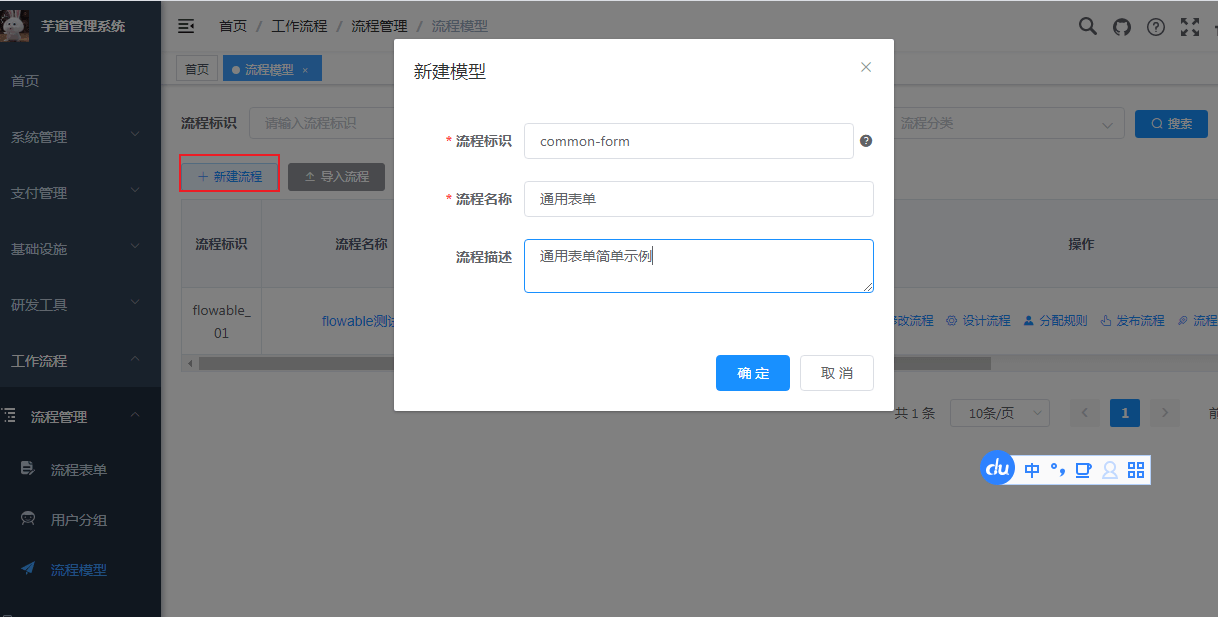 芋道管理系统
首页 / 工作流程 / 流程管理 / 流程模型
首页
流程模型 ×
首页
系统管理
支付管理
基础设施
研发工具
工作流程
流程管理
流程表单
用户分组
流程模型
流程标识
请输入流程标识
流程分类
搜索
新建流程
导入流程
流程标识
流程名称
操作
flowable_
01
flowable测试
修改流程
设计流程
分配规则
发布流程
流程
共 1 条
10条/页
1
前
新建模型
* 流程标识
common-form
* 流程名称
通用表单
流程描述
通用表单简单示例
确 定
取 消
du 中